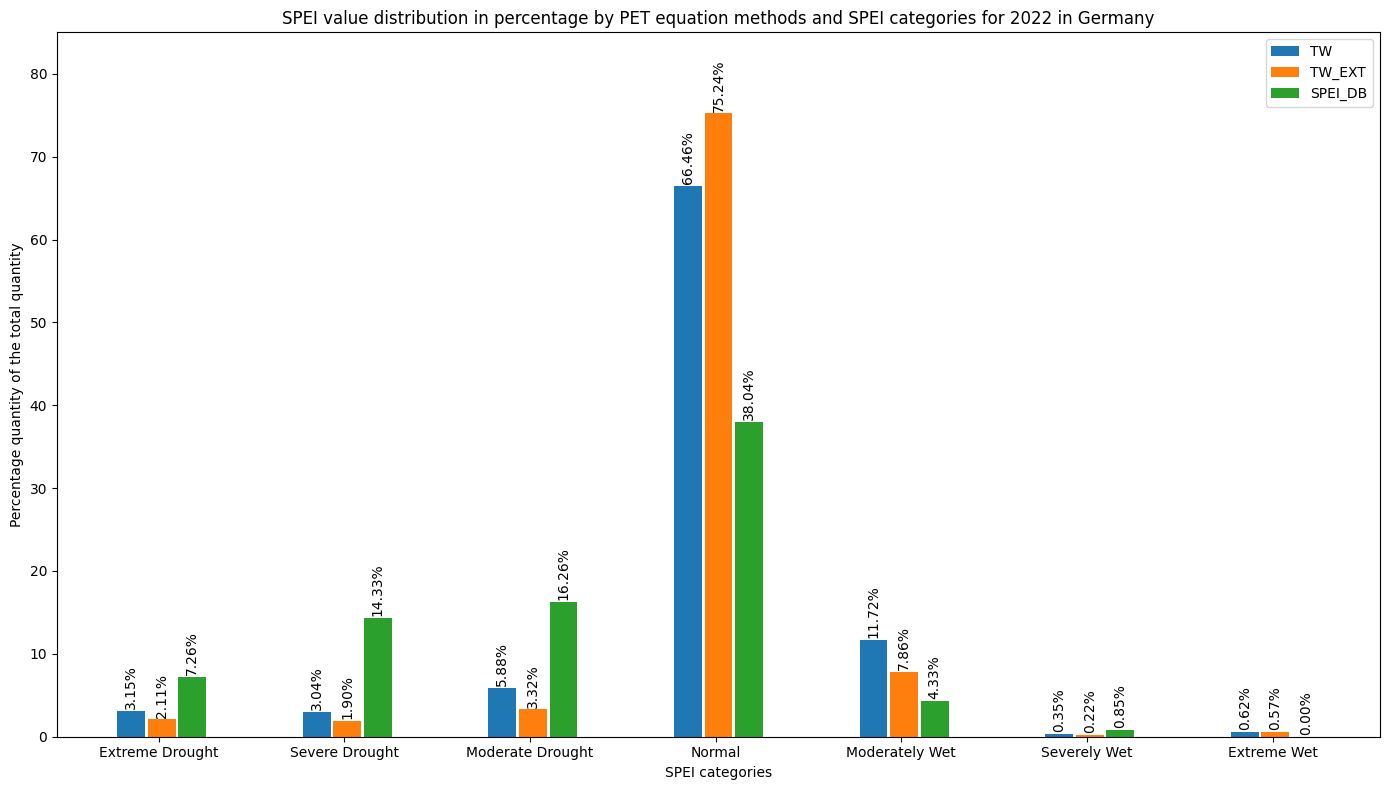 SPEI value distribution in percentage by PET equation methods and SPEI categories for 2022 in Germany
TW
TW_EXT
SPEI_DB
Percentage quantity of the total quantity
80
70
60
50
40
30
20
10
0
3.15%
2.11%
7.26%
3.04%
1.90%
14.33%
5.88%
3.32%
16.26%
66.46%
75.24%
38.04%
11.72%
7.86%
4.33%
0.35%
0.22%
0.85%
0.62%
0.57%
0.00%
Extreme Drought
Severe Drought
Moderate Drought
Normal
Moderately Wet
Severely Wet
Extreme Wet
SPEI categories